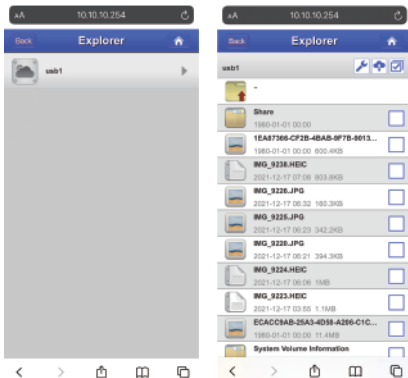 AA 10.10.10.254
Back Explorer
usb1
AA 10.10.10.254
Back Explorer
usb1
..
Share
1980-01-01 00:00
1EA87366-CF2B-4BAB-9F7B-8013...
1980-01-01 00:00 600.4KB
IMG_9238.HEIC
2021-12-17 07:08 803.8KB
IMG_9226.JPG
2021-12-17 06:32 160.3KB
IMG_9225.JPG
2021-12-17 06:23 342.2KB
IMG_9220.JPG
2021-12-17 06:21 394.3KB
IMG_9224.HEIC
2021-12-17 06:06 1MB
IMG_9223.HEIC
2021-12-17 03:55 1.1MB
ECACC9AB-25A3-4D58-A206-C1C...
1980-01-01 00:00 11.4MB
System Volume Information